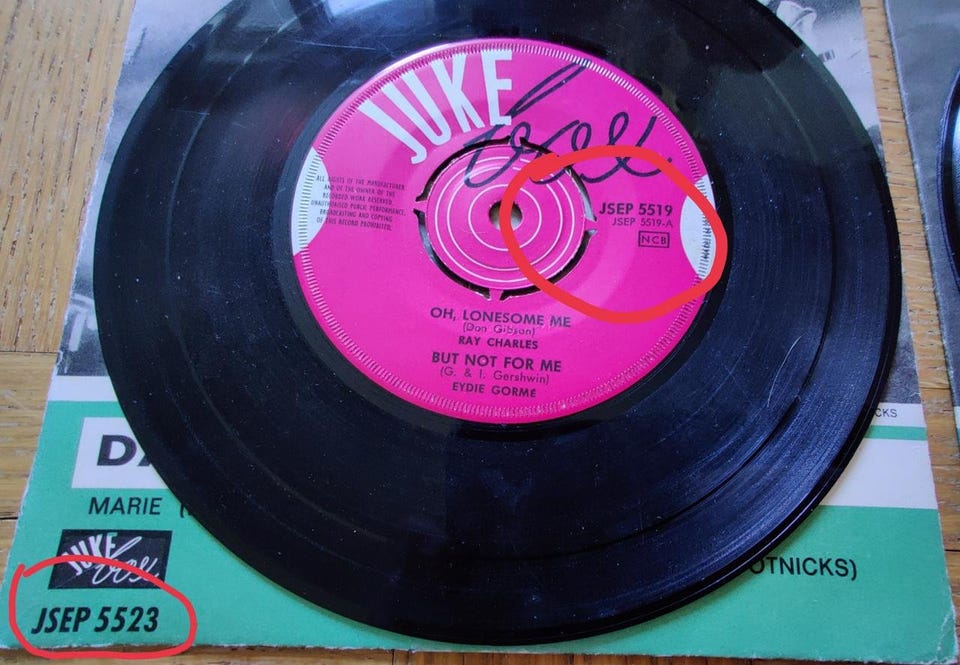 JUKE
box
ALL RIGHTS OF THE MANUFACTURER
AND OF THE OWNER OF THE
RECORDED WORK RESERVED.
UNAUTHORISED PUBLIC PERFORMANCE,
BROADCASTING AND COPYING
OF THIS RECORD PROHIBITED.
JSEP 5519
JSEP 5519-A
NCB
OH, LONESOME ME
(Don Gibson)
RAY CHARLES
BUT NOT FOR ME
(G. & I. Gershwin)
EYDIE GORMÉ
CKS
DA
MARIE (
OTNICKS)
JUKE
box
JSEP 5523